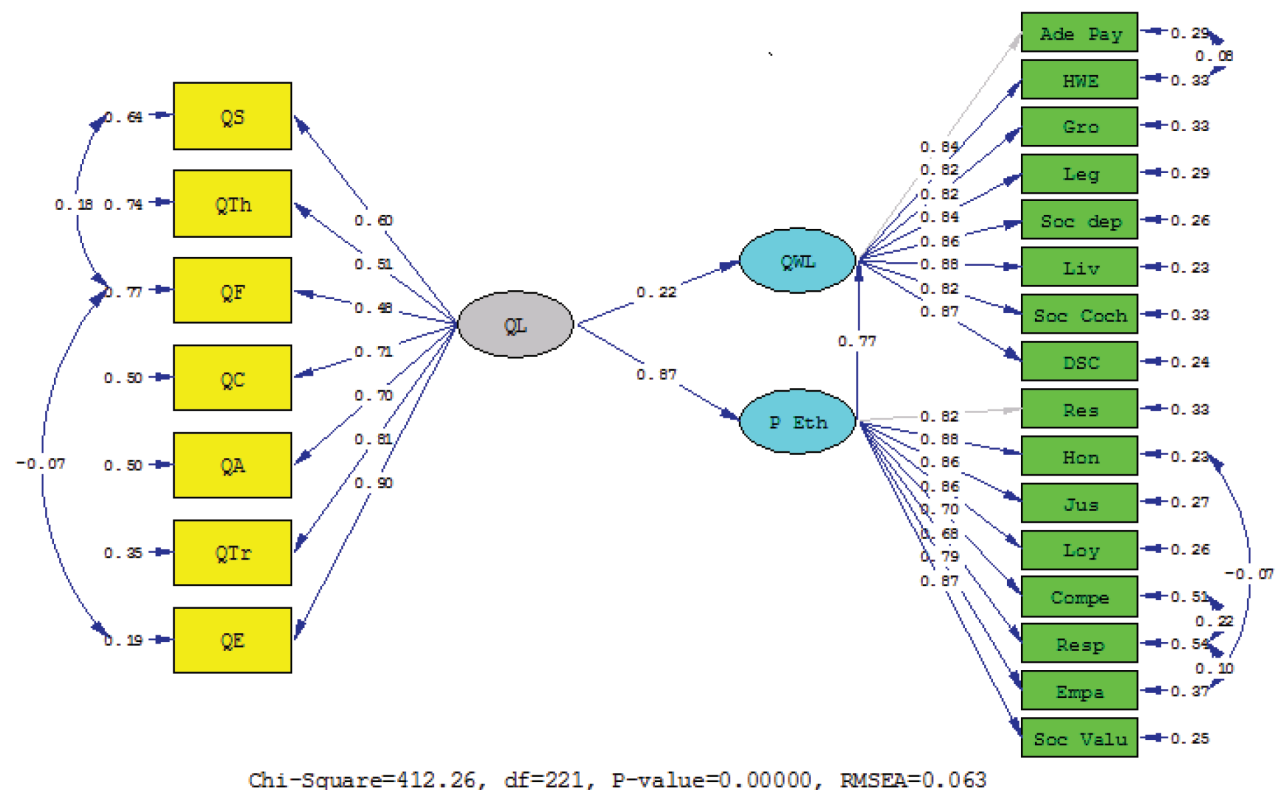 Ade Pay
0.29
0.08
HWE
0.33
QS
0.64
Gro
0.33
0.84
0.82
0.82
0.84
0.86
0.88
0.82
0.87
Leg
0.29
0.18
0.74
QTh
0.60
Soc dep
0.26
0.51
QWL
Liv
0.23
0.77
QF
0.48
0.22
QL
Soc Coch
0.33
0.77
DSC
0.24
0.50
QC
0.71
0.87
0.70
Res
0.33
0.82
P Eth
0.81
0.88
0.86
0.86
0.70
0.68
0.79
0.87
Hon
0.23
-0.07
0.50
QA
0.90
Jus
0.27
0.35
QTr
Loy
0.26
-0.07
Compe
0.51
0.22
0.19
QE
Resp
0.54
0.10
Empa
0.37
Soc Valu
0.25
Chi-Square=412.26, df=221, P-value=0.00000, RMSEA=0.063